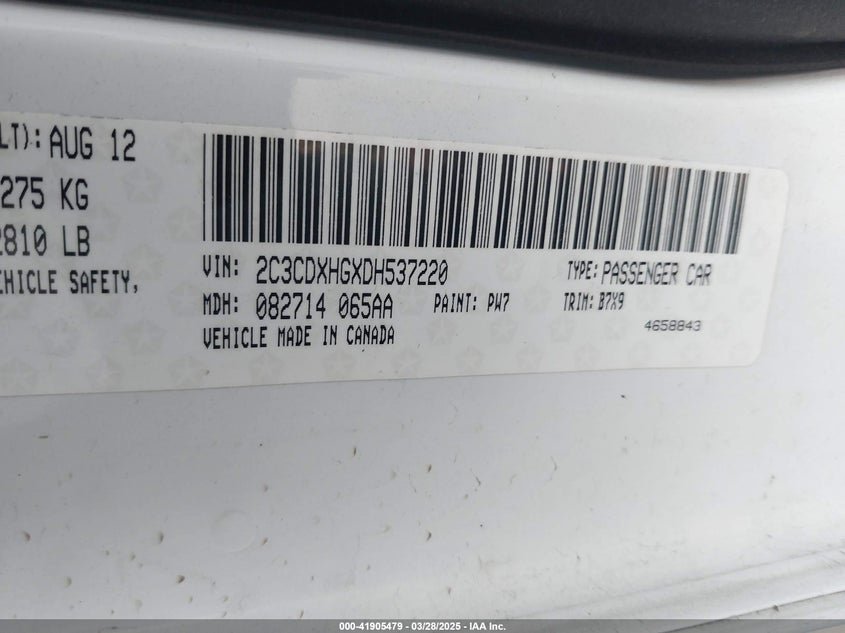 LT): AUG 12
275 KG
2810 LB
EHICLE SAFETY,
VIN: 2C3CDXHGXDH537220 TYPE: PASSENGER CAR
MDH: 082714 065AA PAINT: PW7 TRIM: B7X9
VEHICLE MADE IN CANADA 4658843
000-41905479 — 03/28/2025 — IAA Inc.